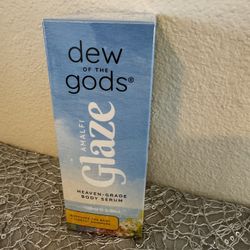 dew
OF THE
gods®
AMALFI
Glaze
HEAVEN-GRADE
BODY SERUM